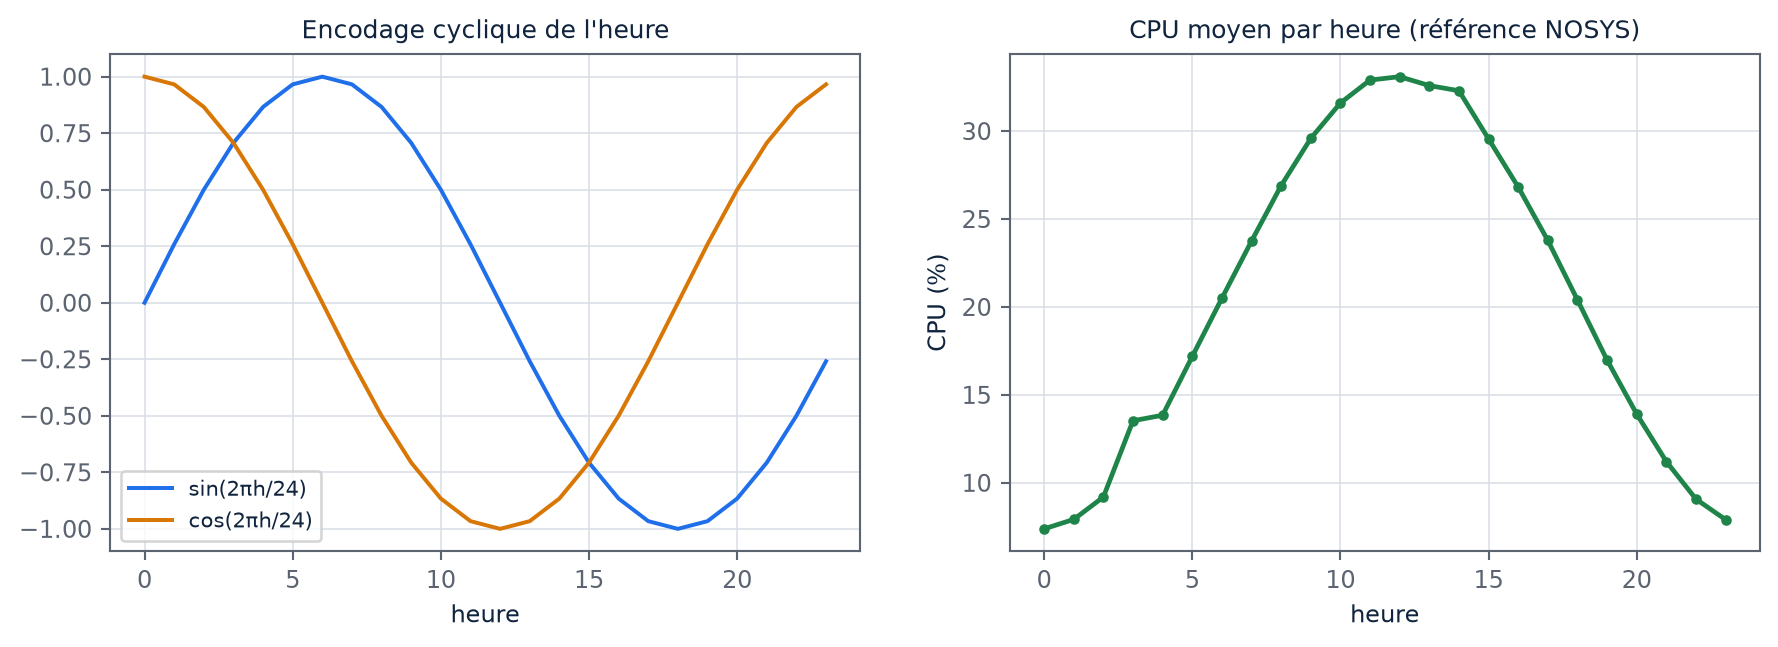 Encodage cyclique de l'heure
1.00
0.75
0.50
0.25
0.00
−0.25
−0.50
−0.75
−1.00
sin(2πh/24)
cos(2πh/24)
0 5 10 15 20
heure
CPU moyen par heure (référence NOSYS)
CPU (%)
30
25
20
15
10
0 5 10 15 20
heure